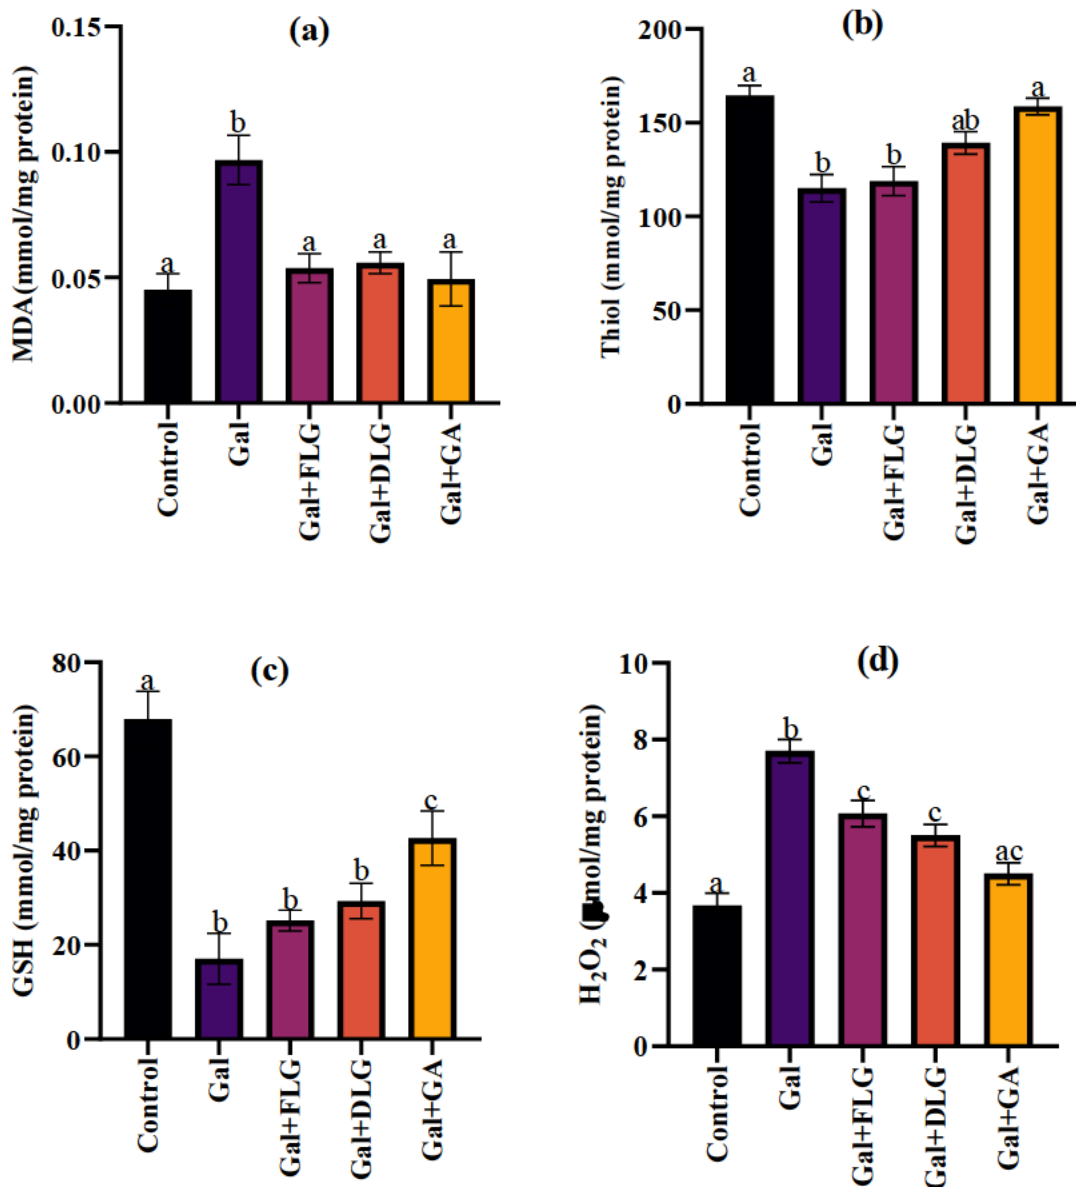 (a)
MDA(mmol/mg protein)
0.15
0.10
0.05
0.00
a
b
a
a
a
Control
Gal
Gal+FLG
Gal+DLG
Gal+GA
(b)
Thiol (mmol/mg protein)
200
150
100
50
0
a
b
b
ab
a
Control
Gal
Gal+FLG
Gal+DLG
Gal+GA
(c)
GSH (mmol/mg protein)
80
60
40
20
0
a
b
b
b
c
Control
Gal
Gal+FLG
Gal+DLG
Gal+GA
(d)
H₂O₂ (mol/mg protein)
10
8
6
4
2
0
a
b
c
c
ac
Control
Gal
Gal+FLG
Gal+DLG
Gal+GA